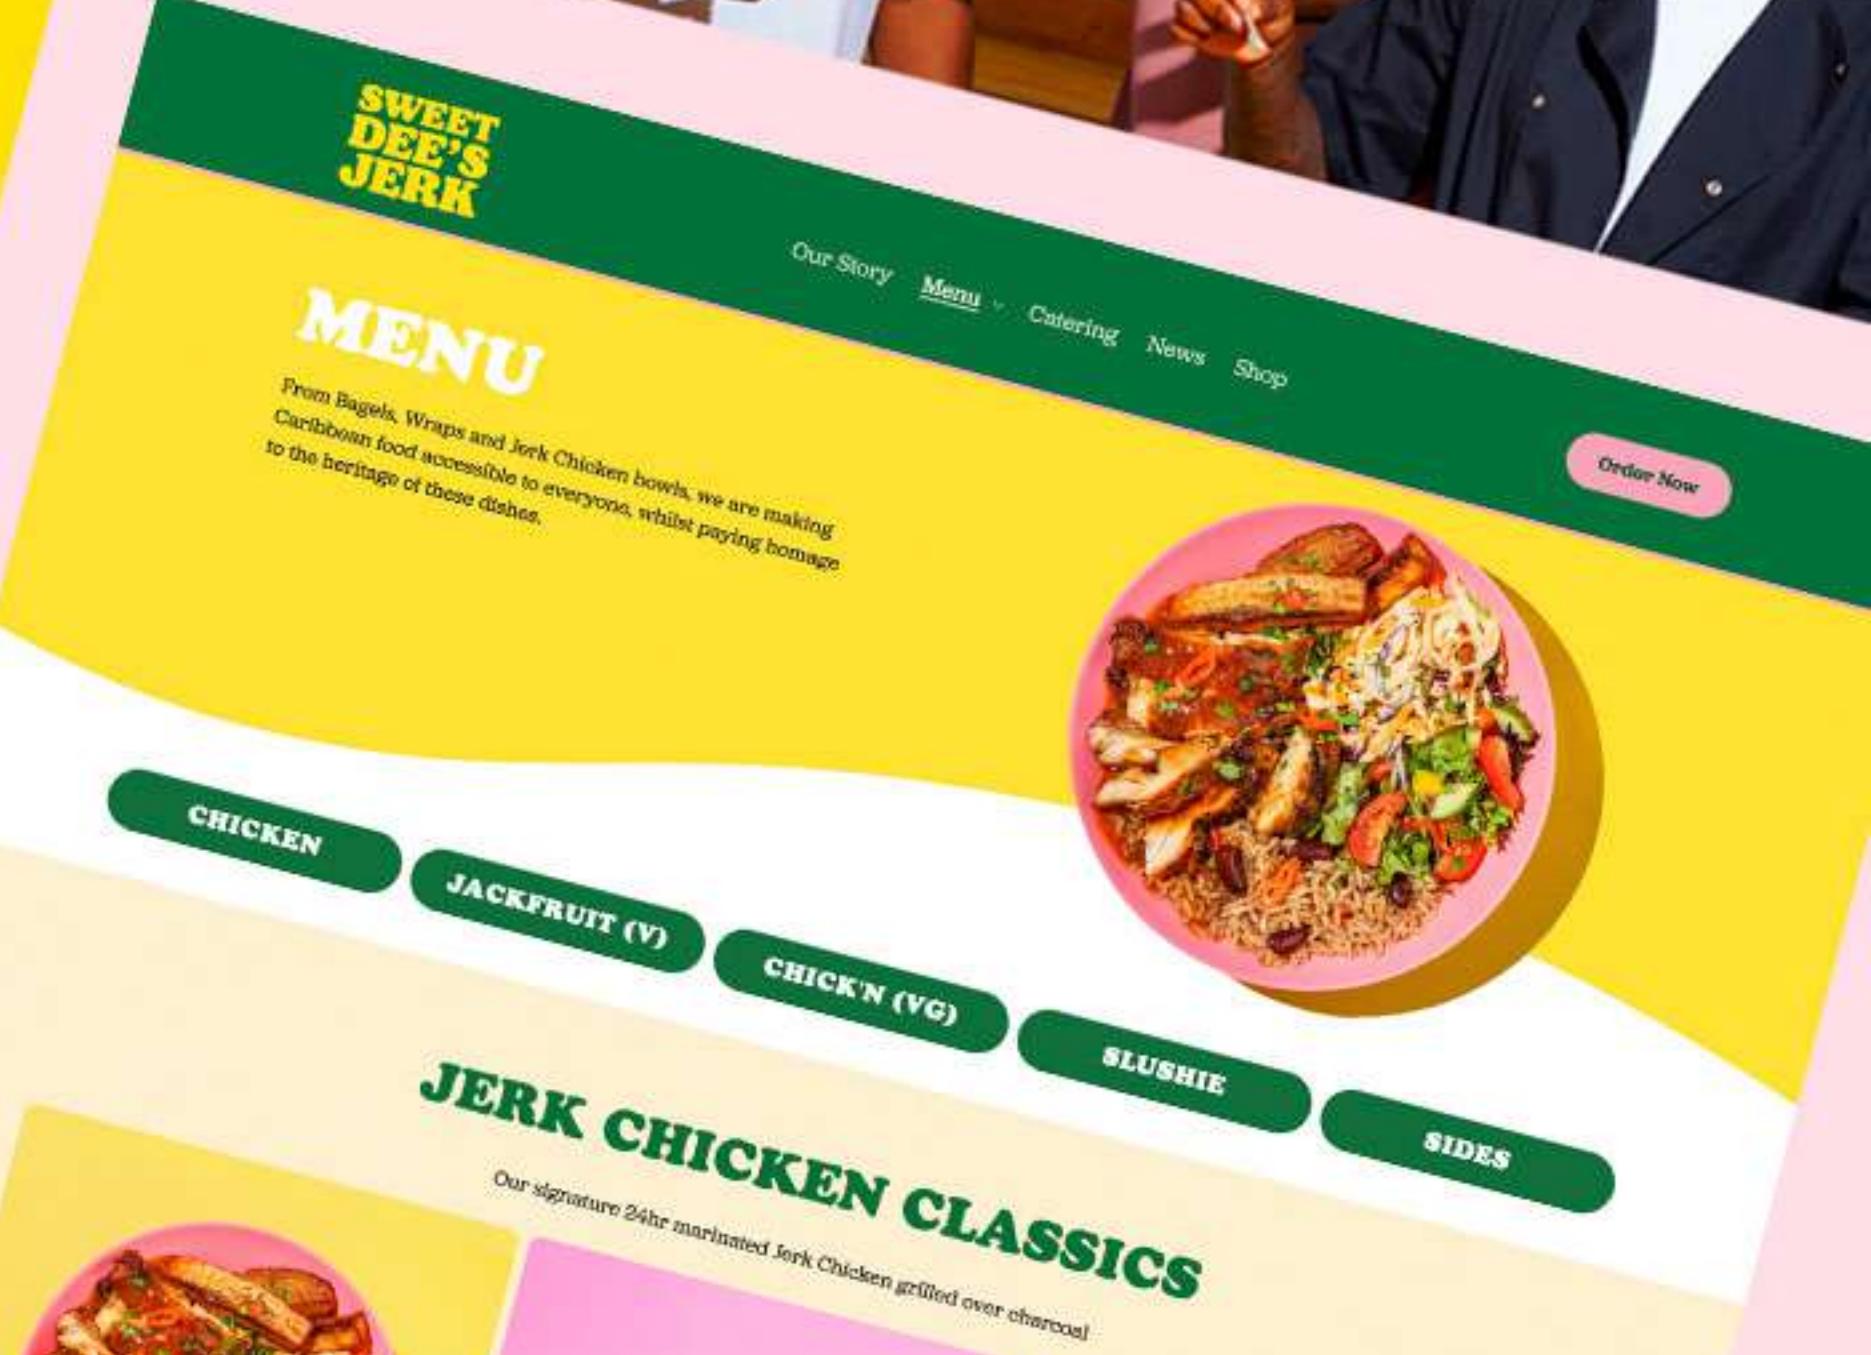 SWEET
DEE'S
JERK
Our Story
Menu
Catering
News
Shop
Order Now
MENU
From Bagels, Wraps and Jerk Chicken bowls, we are making
Caribbean food accessible to everyone, whilst paying homage
to the heritage of these dishes.
CHICKEN
JACKFRUIT (V)
CHICK'N (VG)
SLUSHIE
SIDES
JERK CHICKEN CLASSICS
Our signature 24hr marinated Jerk Chicken grilled over charcoal